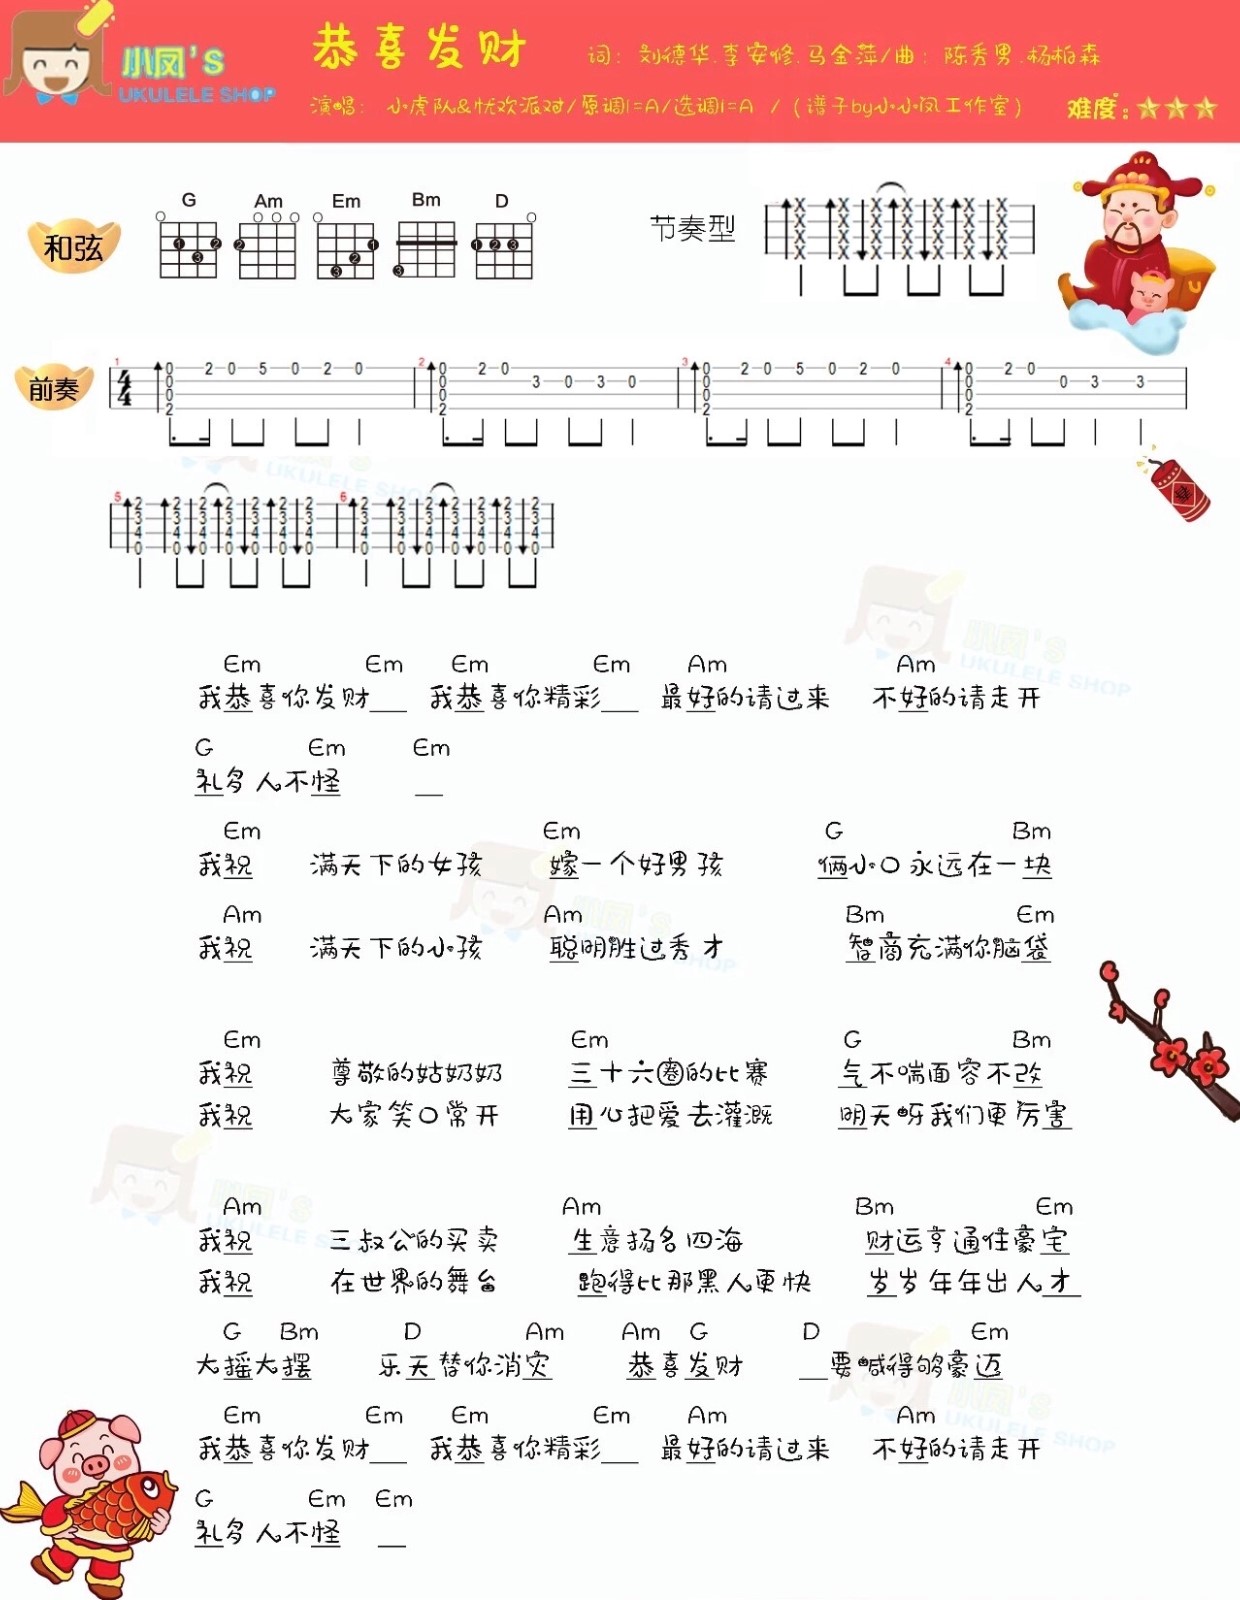 小凤's
UKULELE SHOP
恭喜发财
词：刘德华.李安修.马金萍/曲：陈秀男.杨柏森
演唱：小虎队&忧欢派对/原调1=A/选调1=A /（谱子by小小凤工作室）
难度：
和弦
G Am Em Bm D
节奏型
前奏
1 2 3 4
4/4
0 2 0 5 0 2 0 2 0 3 0 3 0 2 0 5 0 2 0 2 0 0 3 3
5 6
Em Em Em Em Am Am
我恭喜你发财__ 我恭喜你精彩__ 最好的请过来 不好的请走开
G Em Em
礼多人不怪 __
Em Em G Bm
我祝 满天下的女孩 嫁一个好男孩 俩小口永远在一块
Am Am Bm Em
我祝 满天下的小孩 聪明胜过秀才 智商充满你脑袋
Em Em G Bm
我祝 尊敬的姑奶奶 三十六圈的比赛 气不喘面容不改
我祝 大家笑口常开 用心把爱去灌溉 明天呀我们更厉害
Am Am Bm Em
我祝 三叔公的买卖 生意扬名四海 财运亨通住豪宅
我祝 在世界的舞台 跑得比那黑人更快 岁岁年年出人才
G Bm D Am Am G D Em
大摇大摆 乐天替你消灾 恭喜发财 __要喊得够豪迈
Em Em Em Em Am Am
我恭喜你发财__ 我恭喜你精彩__ 最好的请过来 不好的请走开
G Em Em
礼多人不怪 __